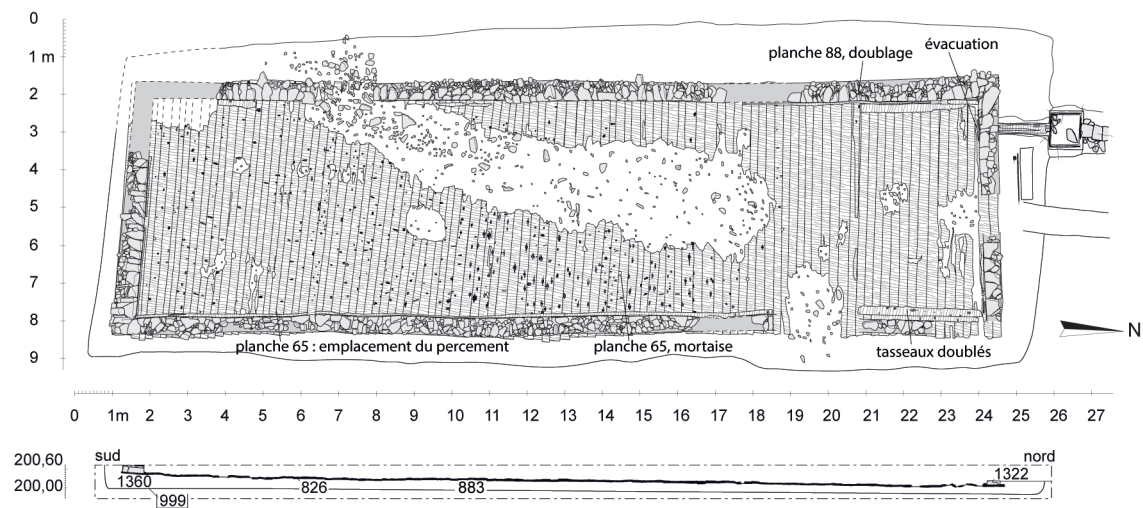 0
1 m
2
3
4
5
6
7
8
9
planche 88, doublage
évacuation
N
planche 65 : emplacement du percement
planche 65, mortaise
tasseaux doublés
0 1m 2 3 4 5 6 7 8 9 10 11 12 13 14 15 16 17 18 19 20 21 22 23 24 25 26 27
sud
nord
200,60
200,00
1360
826
883
1322
999